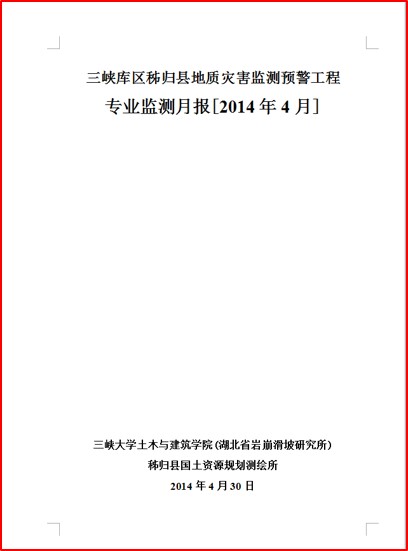 三峡库区秭归县地质灾害监测预警工程
专业监测月报[2014 年 4 月]
三峡大学土木与建筑学院(湖北省岩崩滑坡研究所)
秭归县国土资源规划测绘所
2014 年 4 月 30 日